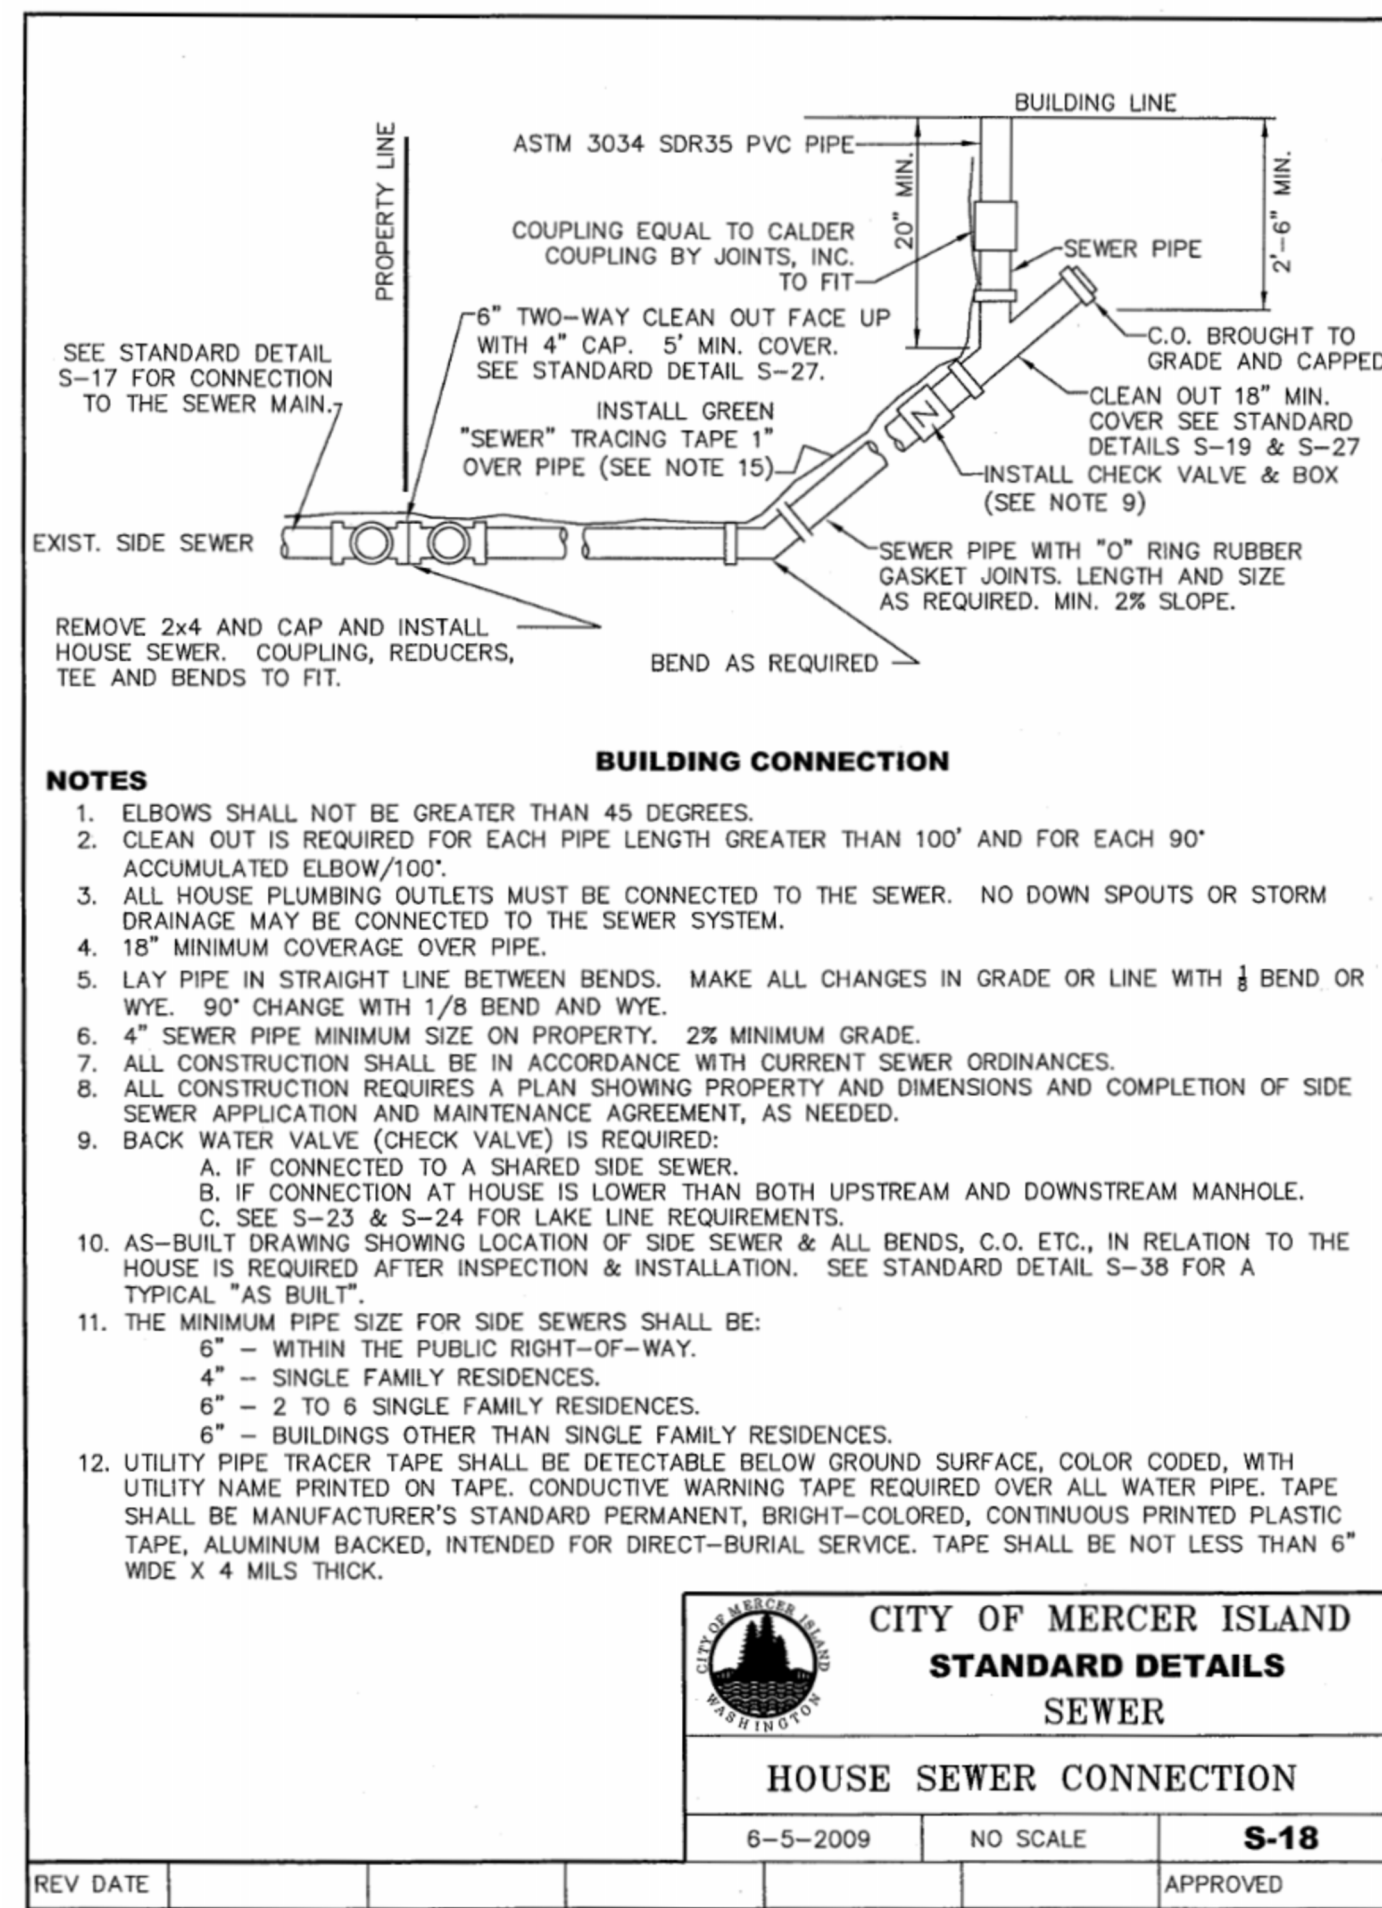 BUILDING LINE
ASTM 3034 SDR35 PVC PIPE
PROPERTY LINE
20" MIN.
2'-6" MIN.
COUPLING EQUAL TO CALDER
COUPLING BY JOINTS, INC.
TO FIT
SEWER PIPE
6" TWO-WAY CLEAN OUT FACE UP
WITH 4" CAP. 5' MIN. COVER.
SEE STANDARD DETAIL S-27.
C.O. BROUGHT TO
GRADE AND CAPPED
SEE STANDARD DETAIL
S-17 FOR CONNECTION
TO THE SEWER MAIN.
CLEAN OUT 18" MIN.
COVER SEE STANDARD
DETAILS S-19 & S-27
INSTALL GREEN
"SEWER" TRACING TAPE 1"
OVER PIPE (SEE NOTE 15)
N
INSTALL CHECK VALVE & BOX
(SEE NOTE 9)
EXIST. SIDE SEWER
SEWER PIPE WITH "O" RING RUBBER
GASKET JOINTS. LENGTH AND SIZE
AS REQUIRED. MIN. 2% SLOPE.
REMOVE 2x4 AND CAP AND INSTALL
HOUSE SEWER. COUPLING, REDUCERS,
TEE AND BENDS TO FIT.
BEND AS REQUIRED
BUILDING CONNECTION
NOTES
1. ELBOWS SHALL NOT BE GREATER THAN 45 DEGREES.
2. CLEAN OUT IS REQUIRED FOR EACH PIPE LENGTH GREATER THAN 100' AND FOR EACH 90°
ACCUMULATED ELBOW/100°.
3. ALL HOUSE PLUMBING OUTLETS MUST BE CONNECTED TO THE SEWER. NO DOWN SPOUTS OR STORM
DRAINAGE MAY BE CONNECTED TO THE SEWER SYSTEM.
4. 18" MINIMUM COVERAGE OVER PIPE.
5. LAY PIPE IN STRAIGHT LINE BETWEEN BENDS. MAKE ALL CHANGES IN GRADE OR LINE WITH ⅛ BEND OR
WYE. 90° CHANGE WITH 1/8 BEND AND WYE.
6. 4" SEWER PIPE MINIMUM SIZE ON PROPERTY. 2% MINIMUM GRADE.
7. ALL CONSTRUCTION SHALL BE IN ACCORDANCE WITH CURRENT SEWER ORDINANCES.
8. ALL CONSTRUCTION REQUIRES A PLAN SHOWING PROPERTY AND DIMENSIONS AND COMPLETION OF SIDE
SEWER APPLICATION AND MAINTENANCE AGREEMENT, AS NEEDED.
9. BACK WATER VALVE (CHECK VALVE) IS REQUIRED:
A. IF CONNECTED TO A SHARED SIDE SEWER.
B. IF CONNECTION AT HOUSE IS LOWER THAN BOTH UPSTREAM AND DOWNSTREAM MANHOLE.
C. SEE S-23 & S-24 FOR LAKE LINE REQUIREMENTS.
10. AS-BUILT DRAWING SHOWING LOCATION OF SIDE SEWER & ALL BENDS, C.O. ETC., IN RELATION TO THE
HOUSE IS REQUIRED AFTER INSPECTION & INSTALLATION. SEE STANDARD DETAIL S-38 FOR A
TYPICAL "AS BUILT".
11. THE MINIMUM PIPE SIZE FOR SIDE SEWERS SHALL BE:
6" - WITHIN THE PUBLIC RIGHT-OF-WAY.
4" - SINGLE FAMILY RESIDENCES.
6" - 2 TO 6 SINGLE FAMILY RESIDENCES.
6" - BUILDINGS OTHER THAN SINGLE FAMILY RESIDENCES.
12. UTILITY PIPE TRACER TAPE SHALL BE DETECTABLE BELOW GROUND SURFACE, COLOR CODED, WITH
UTILITY NAME PRINTED ON TAPE. CONDUCTIVE WARNING TAPE REQUIRED OVER ALL WATER PIPE. TAPE
SHALL BE MANUFACTURER'S STANDARD PERMANENT, BRIGHT-COLORED, CONTINUOUS PRINTED PLASTIC
TAPE, ALUMINUM BACKED, INTENDED FOR DIRECT-BURIAL SERVICE. TAPE SHALL BE NOT LESS THAN 6"
WIDE X 4 MILS THICK.
CITY OF MERCER ISLAND
WASHINGTON
CITY OF MERCER ISLAND
STANDARD DETAILS
SEWER
HOUSE SEWER CONNECTION
6-5-2009 NO SCALE S-18
REV DATE APPROVED